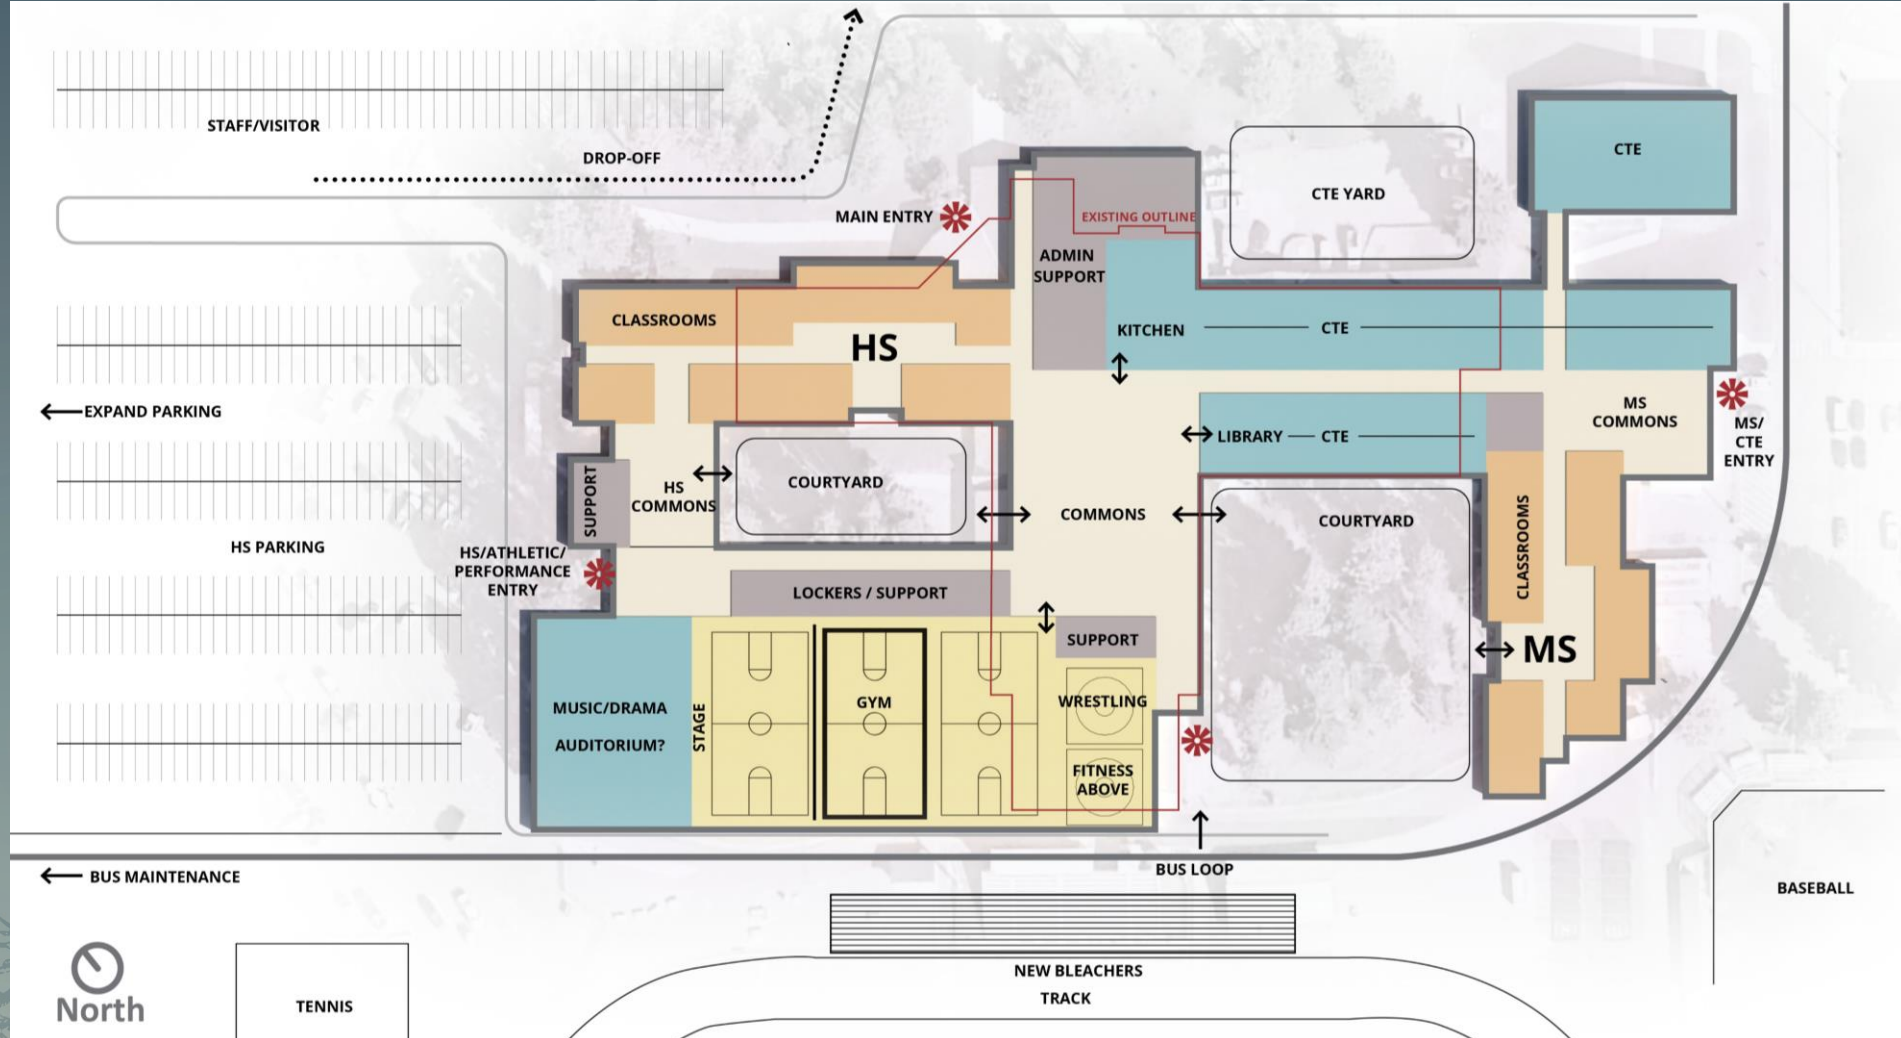 STAFF/VISITOR
DROP-OFF
MAIN ENTRY
EXISTING OUTLINE
CTE YARD
CTE
ADMIN
SUPPORT
CLASSROOMS
HS
KITCHEN
CTE
EXPAND PARKING
LIBRARY
CTE
MS
COMMONS
MS/
CTE
ENTRY
SUPPORT
HS
COMMONS
COURTYARD
COMMONS
COURTYARD
CLASSROOMS
HS PARKING
HS/ATHLETIC/
PERFORMANCE
ENTRY
LOCKERS / SUPPORT
SUPPORT
MS
MUSIC/DRAMA
AUDITORIUM?
STAGE
GYM
WRESTLING
FITNESS
ABOVE
BUS LOOP
BUS MAINTENANCE
BASEBALL
North
TENNIS
NEW BLEACHERS
TRACK